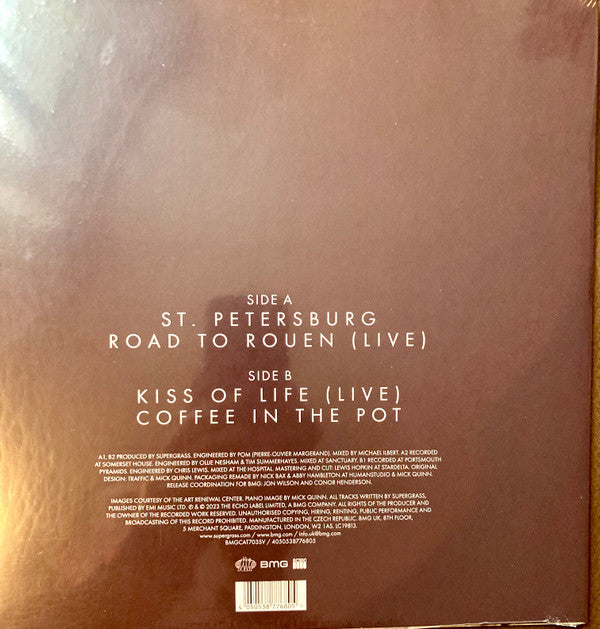 SIDE A
ST. PETERSBURG
ROAD TO ROUEN (LIVE)
SIDE B
KISS OF LIFE (LIVE)
COFFEE IN THE POT
A1, B2 PRODUCED BY SUPERGRASS. ENGINEERED BY POM (PIERRE-OLIVIER MARGERAND). MIXED BY MICHAEL ILBERT. A2 RECORDED
AT SOMERSET HOUSE. ENGINEERED BY OLLIE NESHAM & TIM SUMMERHAYES. MIXED AT SANCTUARY. B1 RECORDED AT PORTSMOUTH
PYRAMIDS. ENGINEERED BY CHRIS LEWIS. MIXED AT THE HOSPITAL. MASTERING AND CUT: LEWIS HOPKIN AT STARDELTA. ORIGINAL
DESIGN: TRAFFIC & MICK QUINN. PACKAGING REMADE BY NICK BAX & ABBY HAMBLETON AT HUMANSTUDIO & MICK QUINN.
RELEASE COORDINATION FOR BMG: JON WILSON AND CONOR HENDERSON.
IMAGES COURTESY OF THE ART RENEWAL CENTER. PIANO IMAGE BY MICK QUINN. ALL TRACKS WRITTEN BY SUPERGRASS,
PUBLISHED BY EMI MUSIC LTD. ℗ & © 2023 THE ECHO LABEL LIMITED, A BMG COMPANY. ALL RIGHTS OF THE PRODUCER AND
THE OWNER OF THE RECORDED WORK RESERVED. UNAUTHORISED COPYING, HIRING, RENTING, PUBLIC PERFORMANCE AND
BROADCASTING OF THIS RECORD PROHIBITED. MANUFACTURED IN THE CZECH REPUBLIC. BMG UK, 8TH FLOOR,
5 MERCHANT SQUARE, PADDINGTON, LONDON, W2 1AS. LC19813.
www.supergrass.com / www.bmg.com / info.uk@bmg.com
BMGCAT703SV / 4050538776805
BMG
4 050538 776805 >